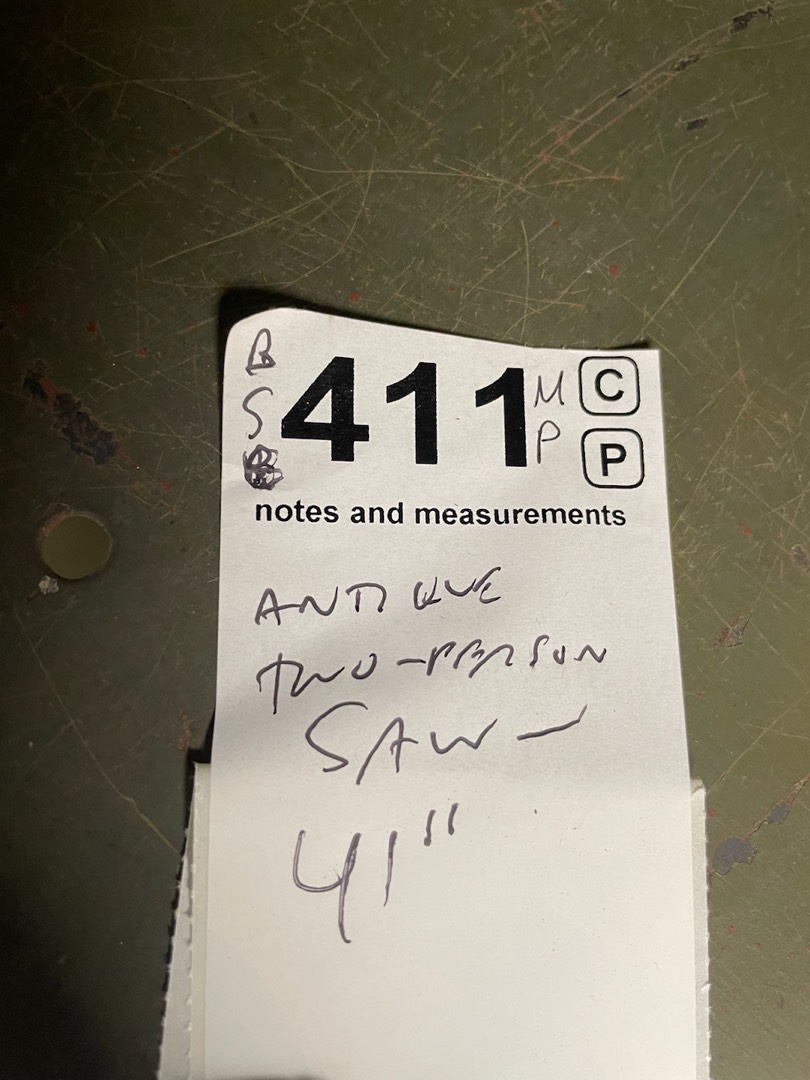 B
S
411
M
P
C
P
notes and measurements
ANTIQUE
TWO-PERSON
SAW-
41"